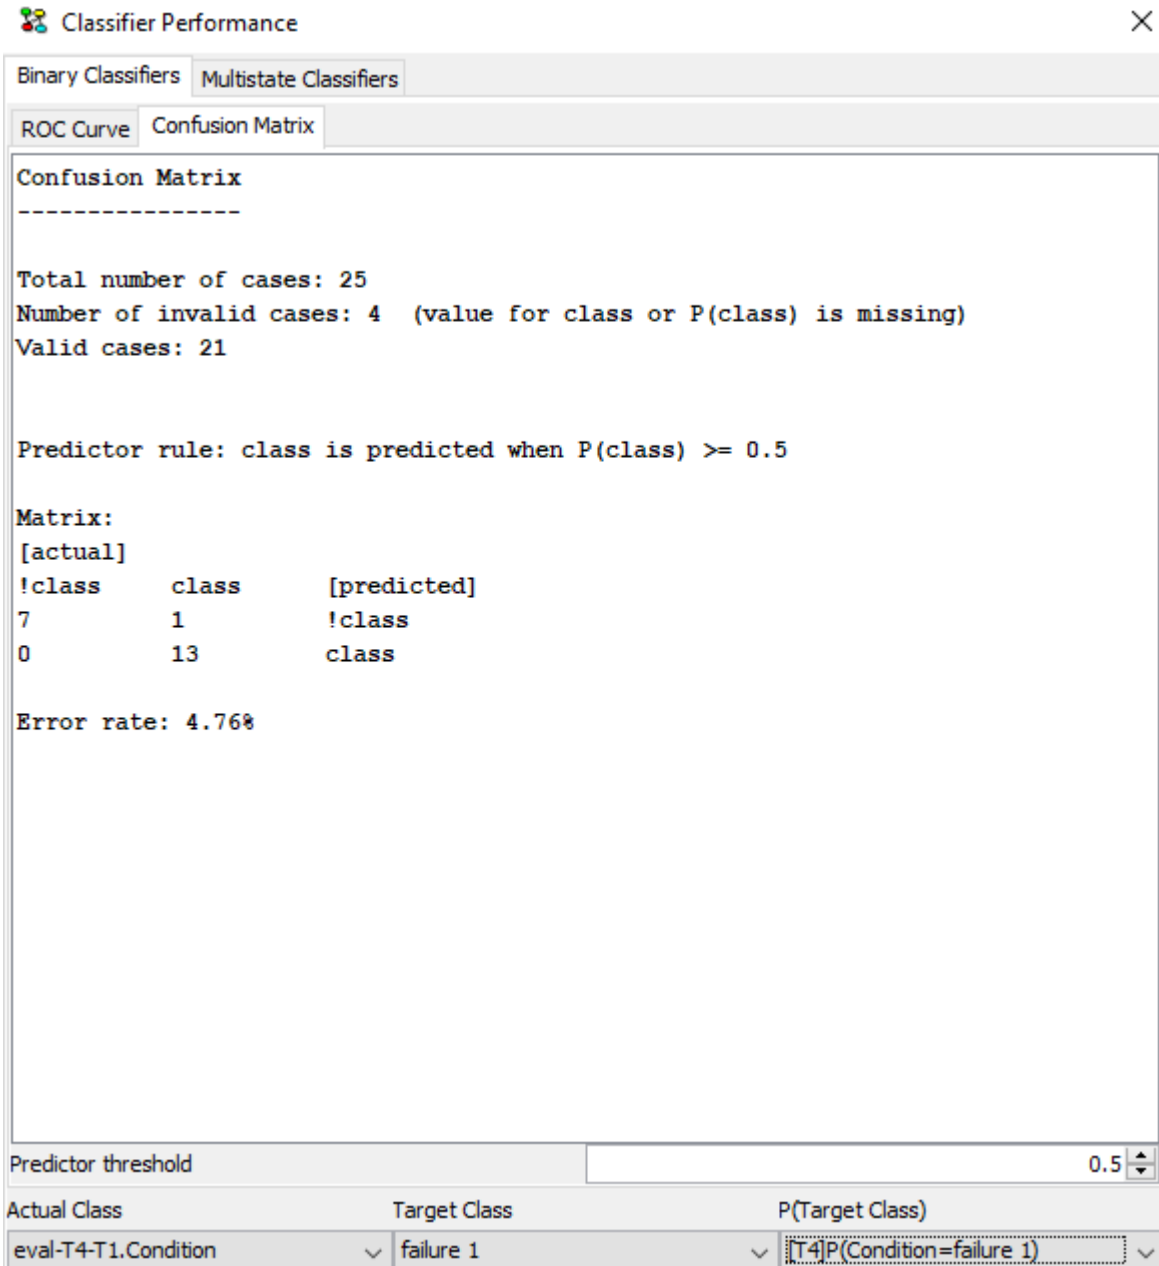 Classifier Performance
Binary Classifiers Multistate Classifiers
ROC Curve Confusion Matrix
Confusion Matrix
----------------
Total number of cases: 25
Number of invalid cases: 4 (value for class or P(class) is missing)
Valid cases: 21
Predictor rule: class is predicted when P(class) >= 0.5
Matrix:
[actual]
!class class [predicted]
7 1 !class
0 13 class
Error rate: 4.76%
Predictor threshold 0.5
Actual Class Target Class P(Target Class)
eval-T4-T1.Condition failure 1 [T4]P(Condition=failure 1)